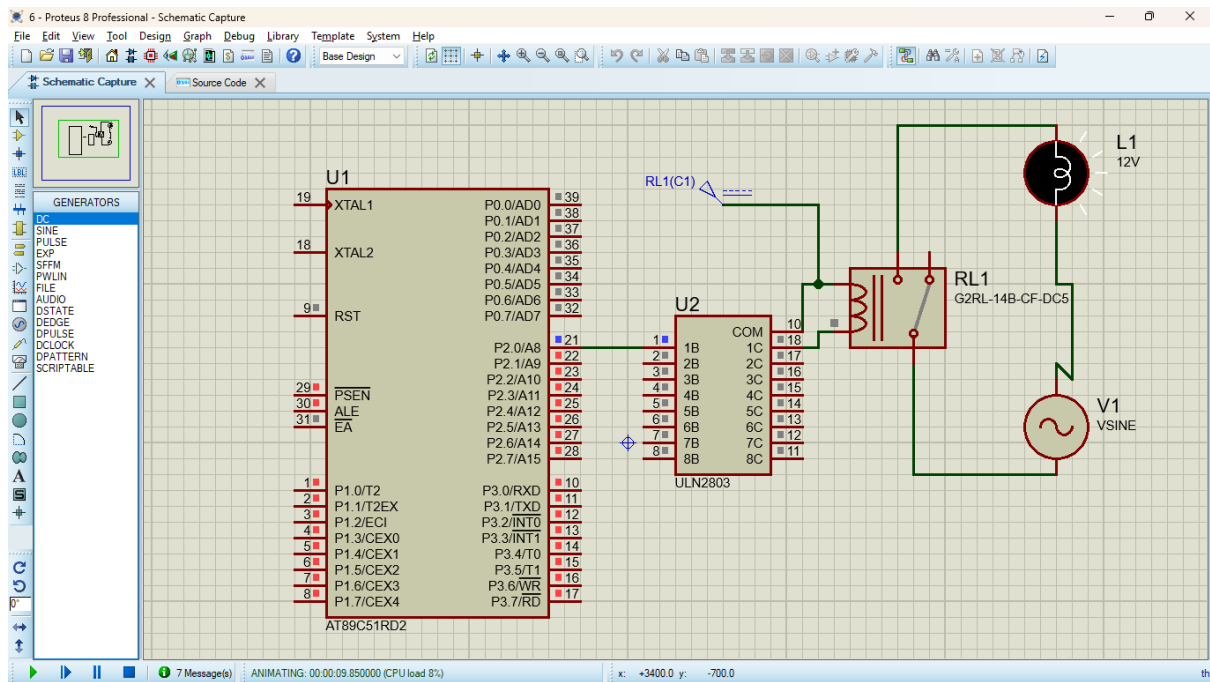 6 - Proteus 8 Professional - Schematic Capture
File Edit View Tool Design Graph Debug Library Template System Help
Base Design
Schematic Capture
Source Code
GENERATORS
DC
SINE
PULSE
EXP
SFFM
PWLIN
FILE
AUDIO
DSTATE
DEDGE
DPULSE
DCLOCK
DPATTERN
SCRIPTABLE
LBL
A
S
0°
U1
19 XTAL1
18 XTAL2
9 RST
29 PSEN
30 ALE
31 EA
1 P1.0/T2
2 P1.1/T2EX
3 P1.2/ECI
4 P1.3/CEX0
5 P1.4/CEX1
6 P1.5/CEX2
7 P1.6/CEX3
8 P1.7/CEX4
P0.0/AD0 39
P0.1/AD1 38
P0.2/AD2 37
P0.3/AD3 36
P0.4/AD4 35
P0.5/AD5 34
P0.6/AD6 33
P0.7/AD7 32
P2.0/A8 21
P2.1/A9 22
P2.2/A10 23
P2.3/A11 24
P2.4/A12 25
P2.5/A13 26
P2.6/A14 27
P2.7/A15 28
P3.0/RXD 10
P3.1/TXD 11
P3.2/INT0 12
P3.3/INT1 13
P3.4/T0 14
P3.5/T1 15
P3.6/WR 16
P3.7/RD 17
AT89C51RD2
RL1(C1)
U2
COM 10
1 1B 1C 18
2 2B 2C 17
3 3B 3C 16
4 4B 4C 15
5 5B 5C 14
6 6B 6C 13
7 7B 7C 12
8 8B 8C 11
ULN2803
RL1
G2RL-14B-CF-DC5
L1
12V
V1
VSINE
7 Message(s)
ANIMATING: 00:00:09.850000 (CPU load 8%)
x: +3400.0 y: -700.0
th